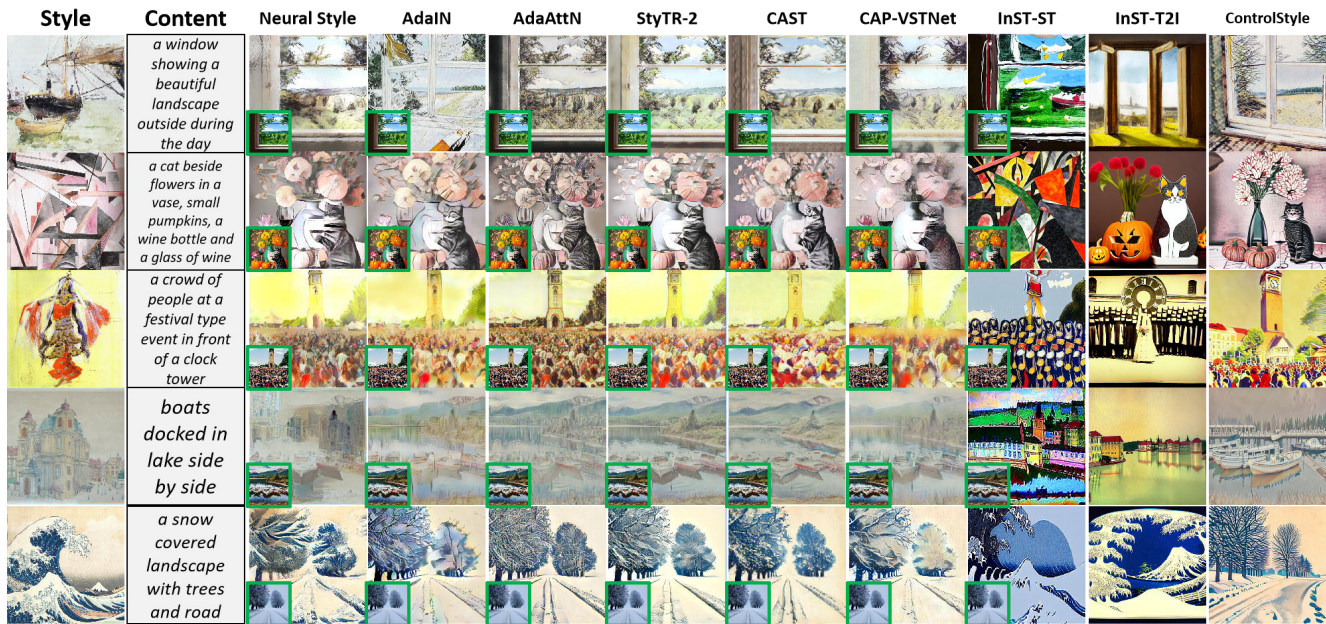 Style Content Neural Style AdaIN AdaAttN StyTR-2 CAST CAP-VSTNet InST-ST InST-T2I ControlStyle
a window
showing a
beautiful
landscape
outside during
the day
a cat beside
flowers in a
vase, small
pumpkins, a
wine bottle and
a glass of wine
a crowd of
people at a
festival type
event in front
of a clock
tower
boats
docked in
lake side
by side
a snow
covered
landscape
with trees
and road